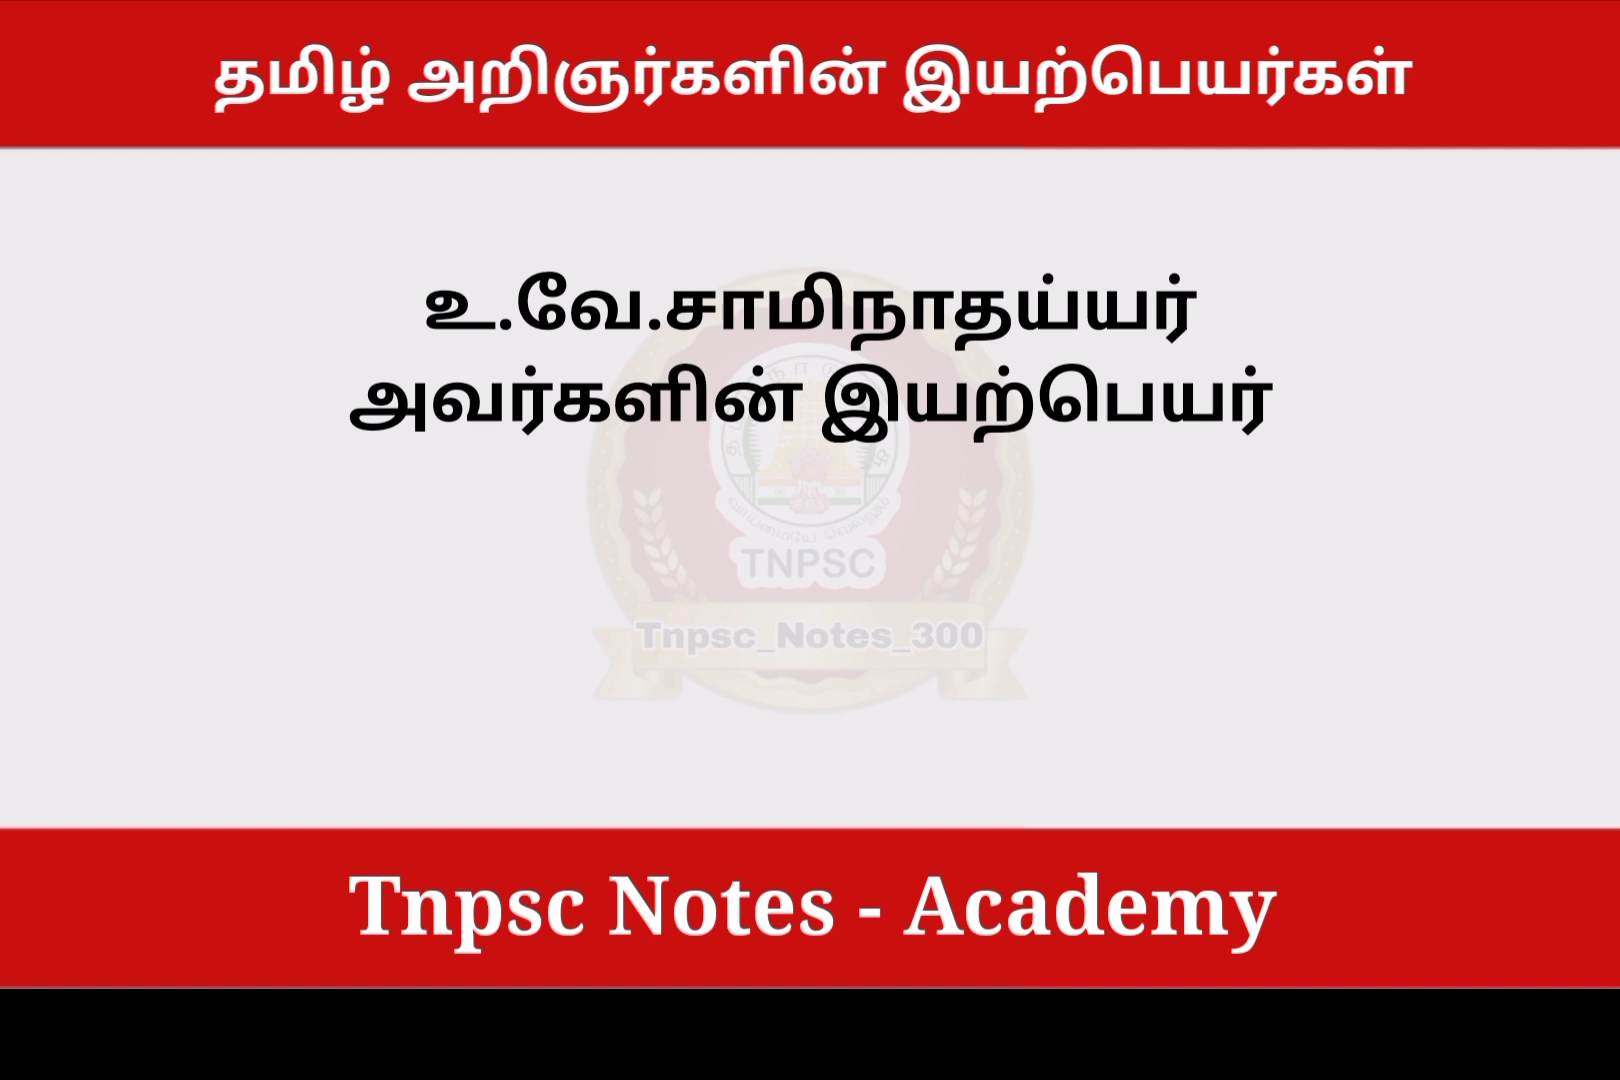 தமிழ் அறிஞர்களின் இயற்பெயர்கள்
உ.வே.சாமிநாதய்யர்
அவர்களின் இயற்பெயர்
வாய்மையே வெல்லும்
TNPSC
Tnpsc_Notes_300
Tnpsc Notes - Academy